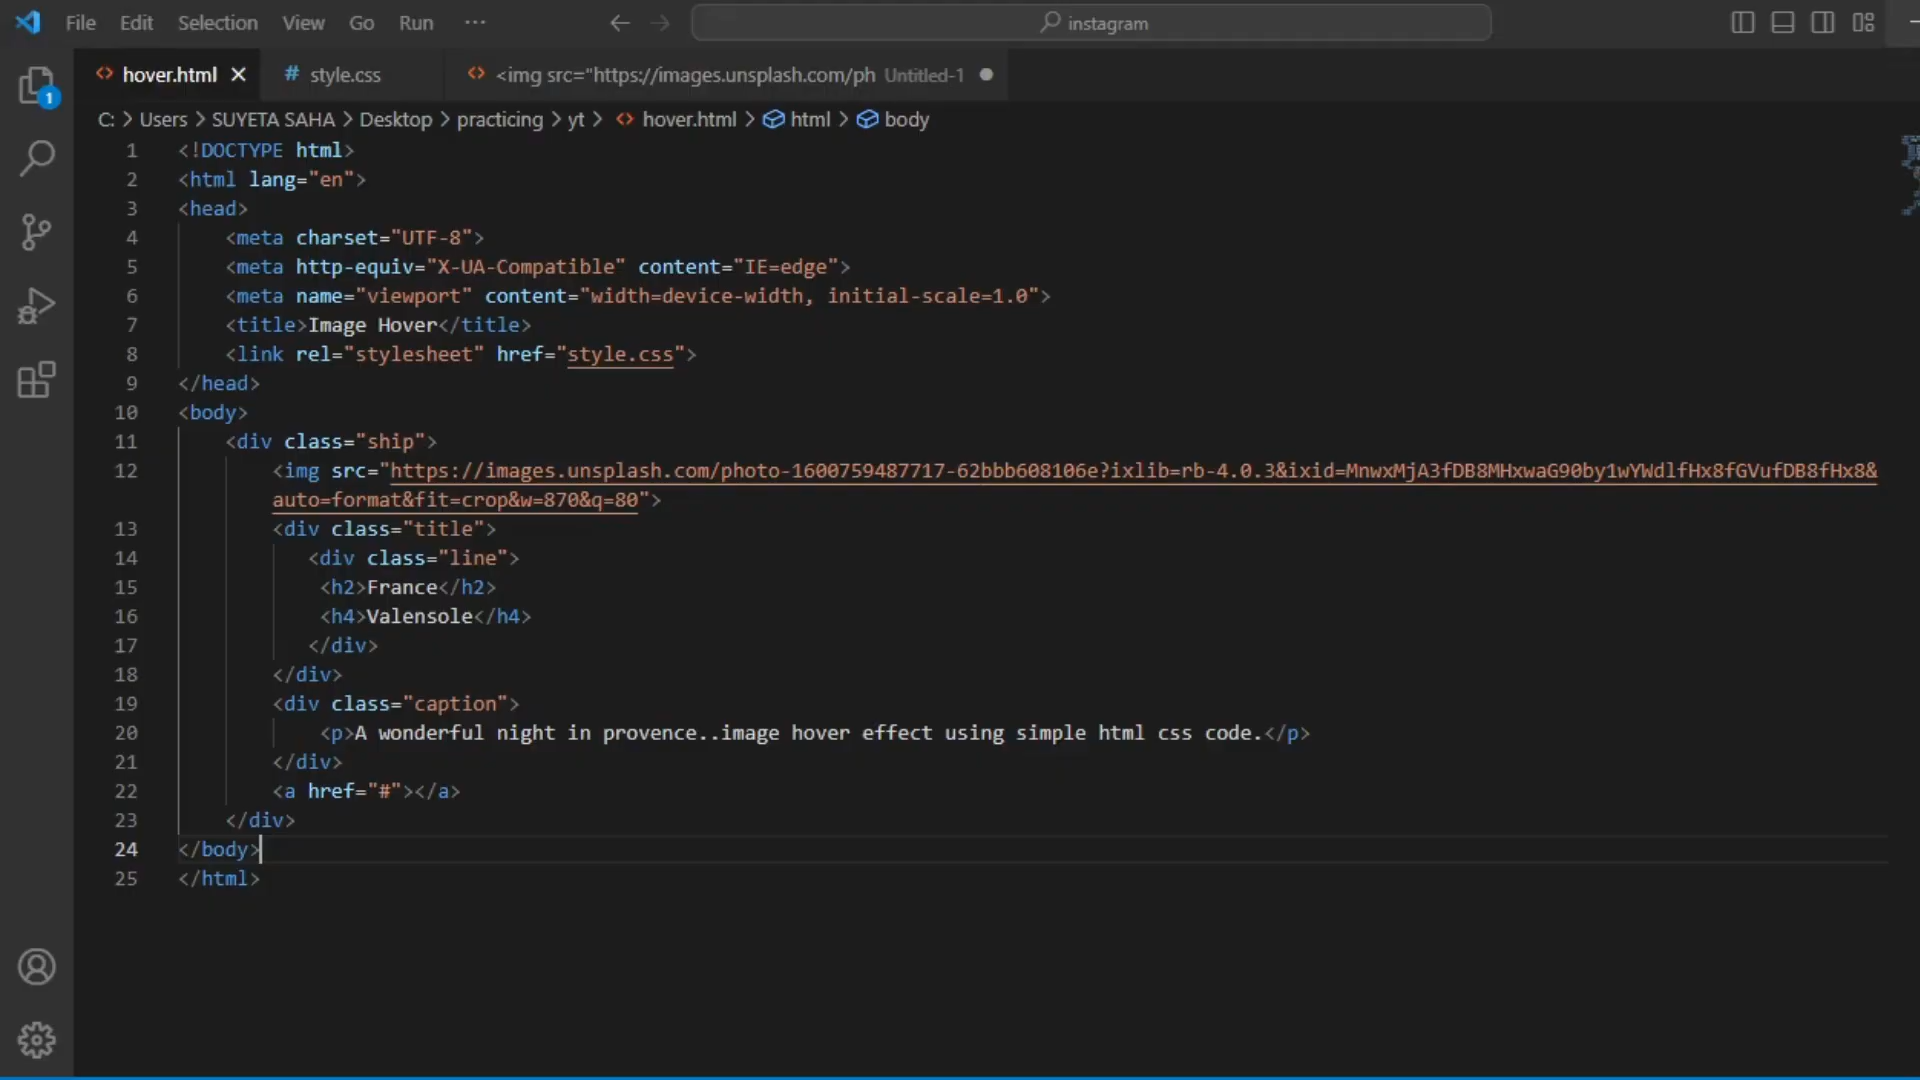 File Edit Selection View Go Run ··· instagram
hover.html style.css <img src="https://images.unsplash.com/ph Untitled-1
C: > Users > SUYETA SAHA > Desktop > practicing > yt > hover.html > html > body
1 <!DOCTYPE html>
2 <html lang="en">
3 <head>
4 <meta charset="UTF-8">
5 <meta http-equiv="X-UA-Compatible" content="IE=edge">
6 <meta name="viewport" content="width=device-width, initial-scale=1.0">
7 <title>Image Hover</title>
8 <link rel="stylesheet" href="style.css">
9 </head>
10 <body>
11 <div class="ship">
12 <img src="https://images.unsplash.com/photo-1600759487717-62bbb608106e?ixlib=rb-4.0.3&ixid=MnwxMjA3fDB8MHxwaG90by1wYWdlfHx8fGVufDB8fHx8&
auto=format&fit=crop&w=870&q=80">
13 <div class="title">
14 <div class="line">
15 <h2>France</h2>
16 <h4>Valensole</h4>
17 </div>
18 </div>
19 <div class="caption">
20 <p>A wonderful night in provence..image hover effect using simple html css code.</p>
21 </div>
22 <a href="#"></a>
23 </div>
24 </body>
25 </html>
1